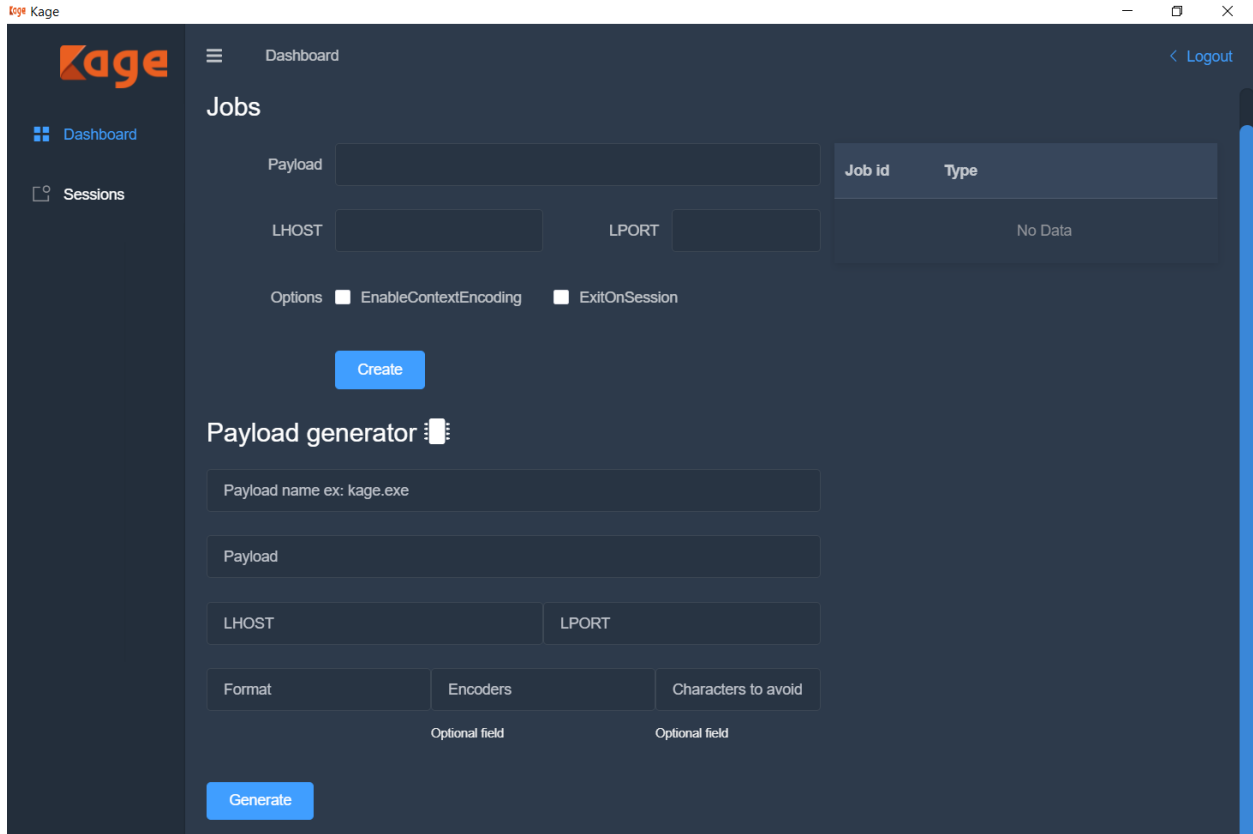 Kage Kage
Kage
Dashboard
Logout
Dashboard
Sessions
Jobs
Payload
LHOST LPORT
Options EnableContextEncoding ExitOnSession
Create
Job id Type
No Data
Payload generator
Payload name ex: kage.exe
Payload
LHOST LPORT
Format Encoders Characters to avoid
Optional field Optional field
Generate